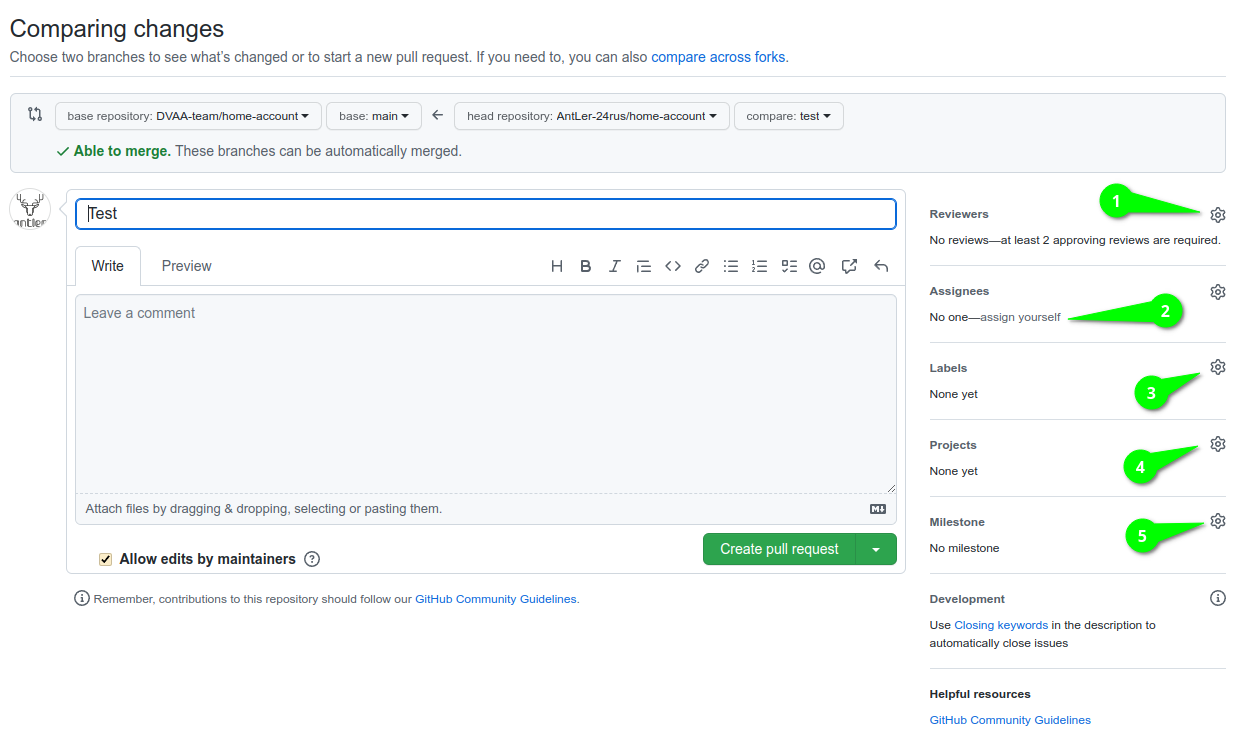 Comparing changes
Choose two branches to see what's changed or to start a new pull request. If you need to, you can also compare across forks.
base repository: DVAA-team/home-account
base: main
head repository: AntLer-24rus/home-account
compare: test
Able to merge. These branches can be automatically merged.
Test
Write
Preview
H B I
Leave a comment
Attach files by dragging & dropping, selecting or pasting them.
Allow edits by maintainers
Create pull request
Remember, contributions to this repository should follow our GitHub Community Guidelines.
1
Reviewers
No reviews—at least 2 approving reviews are required.
Assignees
No one—assign yourself
2
Labels
None yet
3
Projects
None yet
4
Milestone
No milestone
5
Development
Use Closing keywords in the description to
automatically close issues
Helpful resources
GitHub Community Guidelines